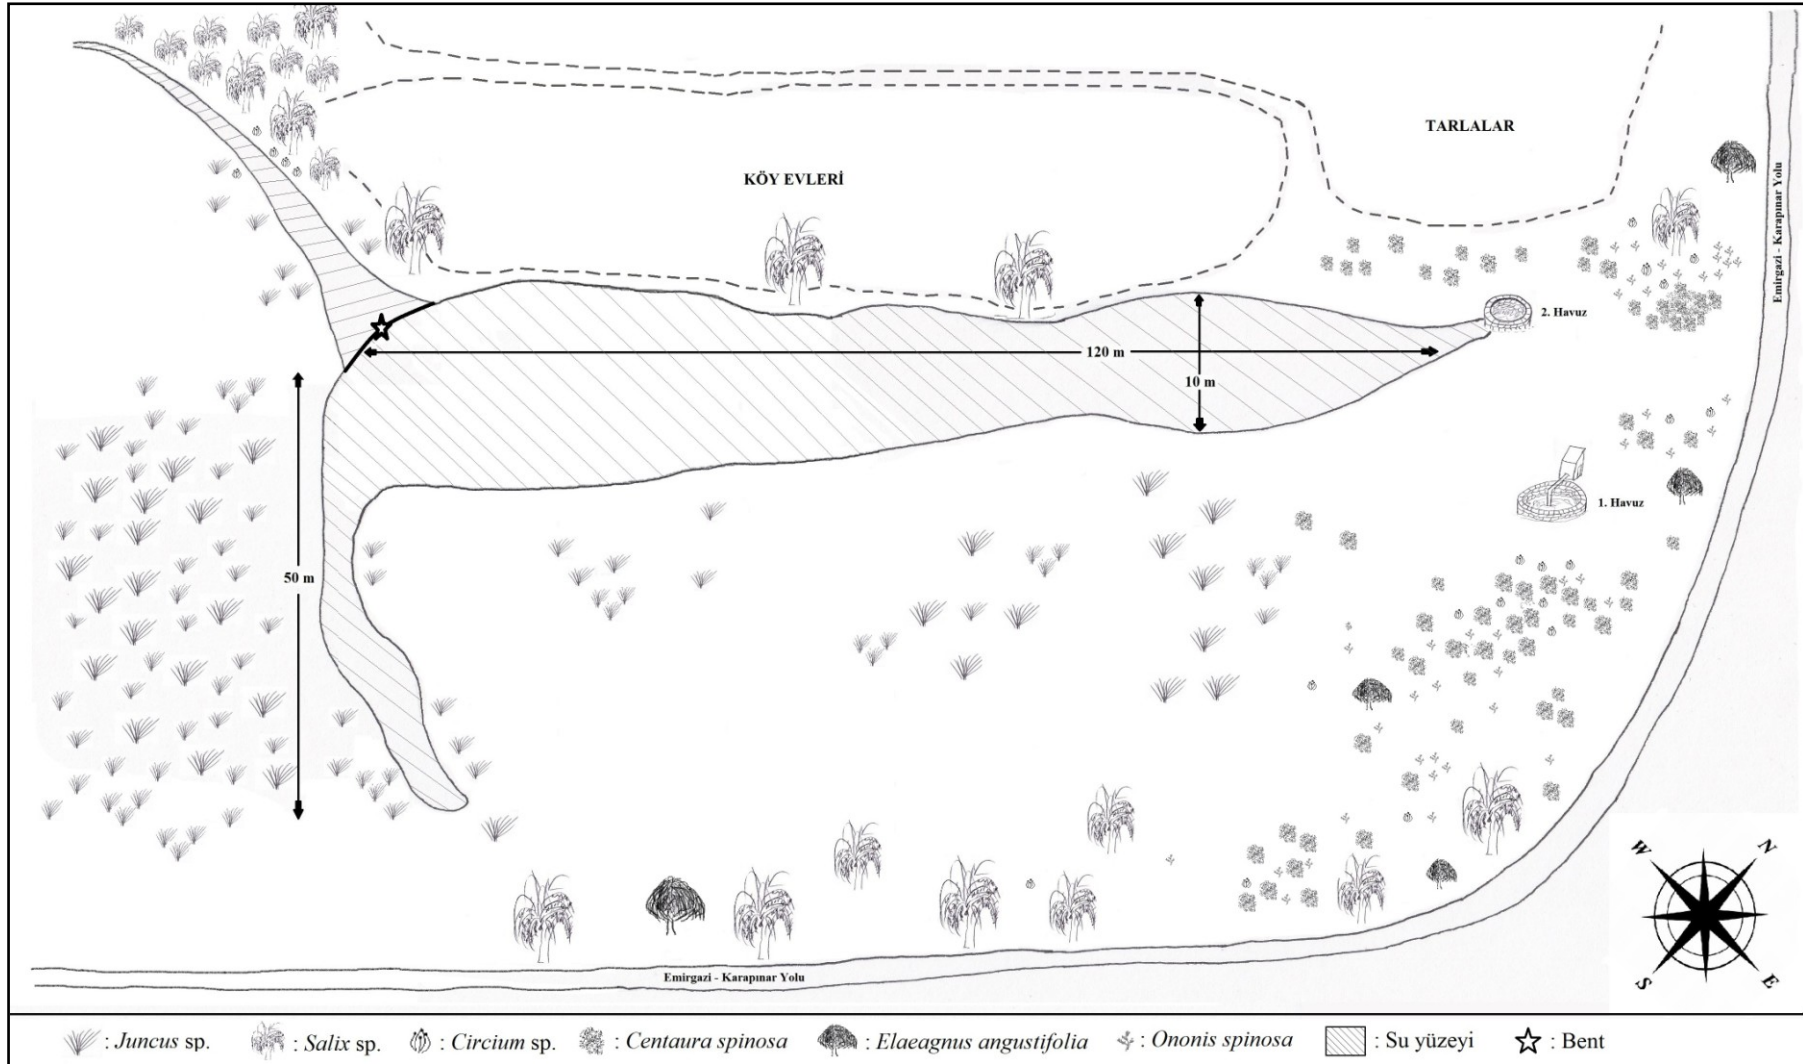 TARLALAR
KÖY EVLERİ
Emirgazi - Karapınar Yolu
2. Havuz
120 m
10 m
1. Havuz
50 m
W
N
S
E
Emirgazi - Karapınar Yolu
: Juncus sp. : Salix sp. : Circium sp. : Centaura spinosa : Elaeagnus angustifolia : Ononis spinosa : Su yüzeyi : Bent